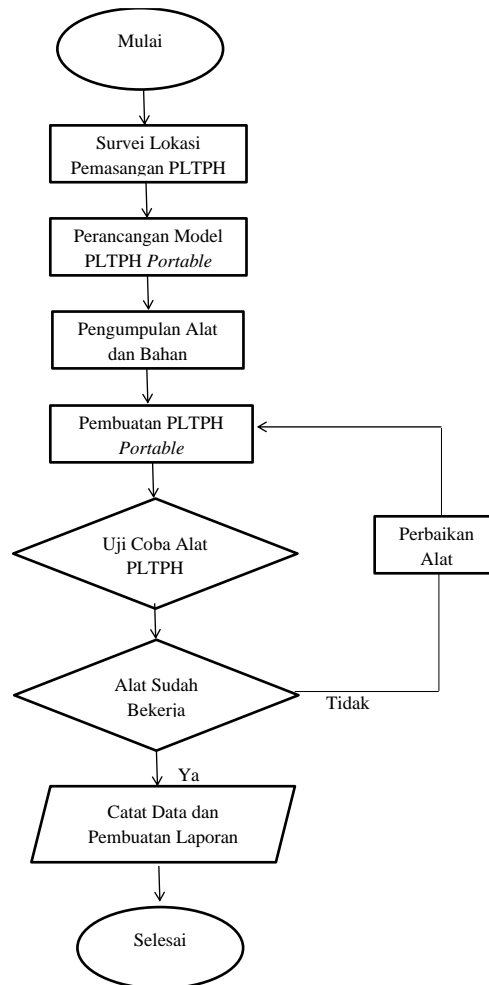 Mulai
Survei Lokasi
Pemasangan PLTPH
Perancangan Model
PLTPH Portable
Pengumpulan Alat
dan Bahan
Pembuatan PLTPH
Portable
Uji Coba Alat
PLTPH
Perbaikan
Alat
Alat Sudah
Bekerja
Tidak
Ya
Catat Data dan
Pembuatan Laporan
Selesai